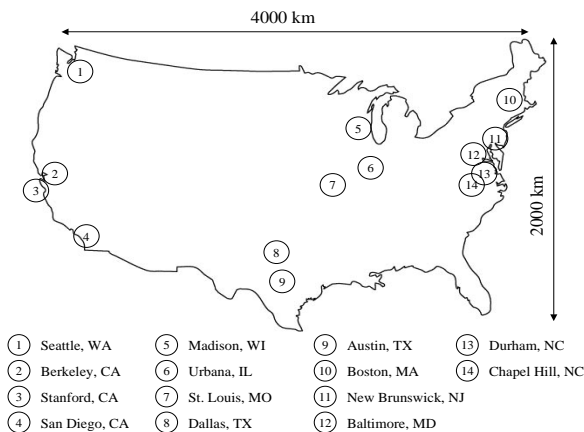 4000 km
1
10
5
11
12
6
2
13
7
14
3
2000 km
4
8
9
1 Seattle, WA
2 Berkeley, CA
3 Stanford, CA
4 San Diego, CA
5 Madison, WI
6 Urbana, IL
7 St. Louis, MO
8 Dallas, TX
9 Austin, TX
10 Boston, MA
11 New Brunswick, NJ
12 Baltimore, MD
13 Durham, NC
14 Chapel Hill, NC